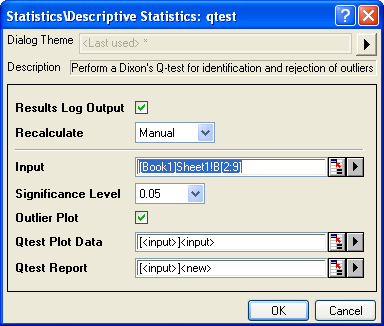 Statistics\Descriptive Statistics: qtest
Dialog Theme <Last used> *
Description Perform a Dixon's Q-test for identification and rejection of outliers
Results Log Output
Recalculate Manual
Input [Book1]Sheet1!B[2:9]
Significance Level 0.05
Outlier Plot
Qtest Plot Data [<input>]<input>
Qtest Report [<input>]<new>
OK Cancel